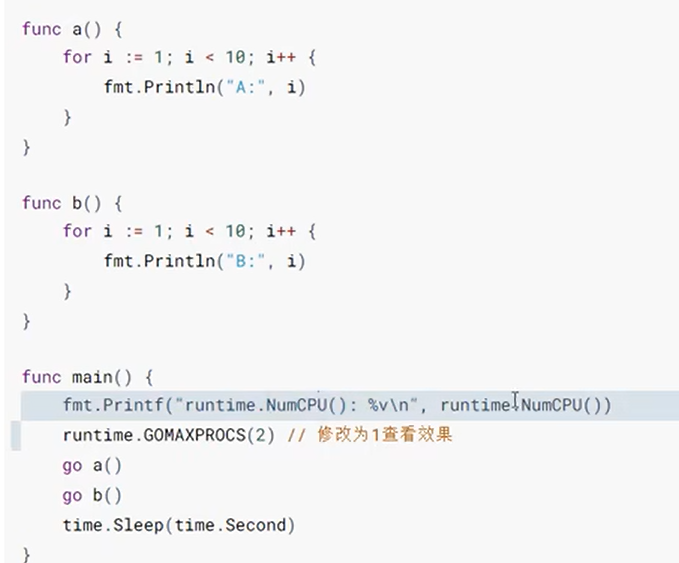 func a() {
    for i := 1; i < 10; i++ {
        fmt.Println("A:", i)
    }
}
func b() {
    for i := 1; i < 10; i++ {
        fmt.Println("B:", i)
    }
}
func main() {
    fmt.Printf("runtime.NumCPU(): %v\n", runtime.NumCPU())
    runtime.GOMAXPROCS(2) // 修改为1查看效果
    go a()
    go b()
    time.Sleep(time.Second)
}